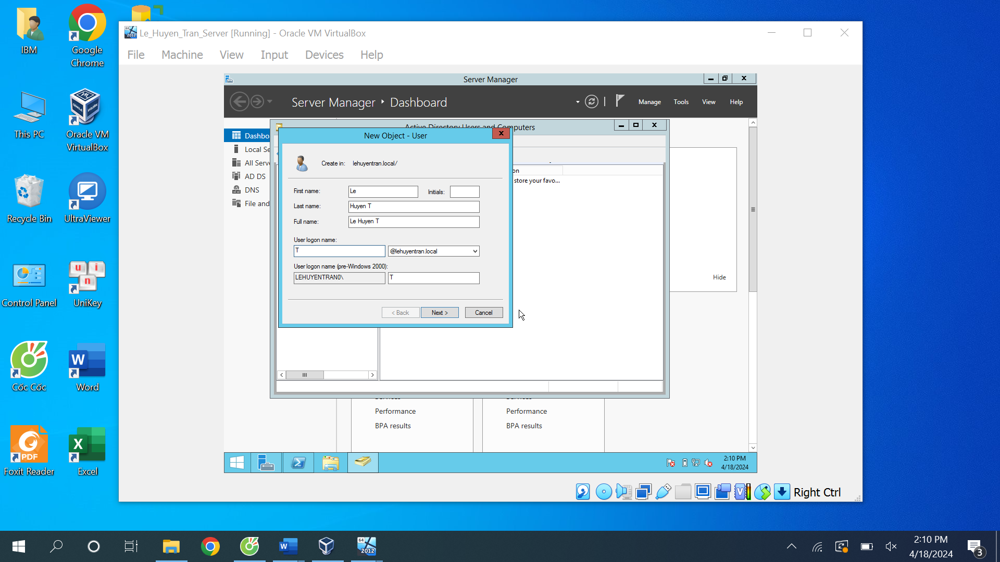 IBM
Google
Chrome
This PC
Oracle VM
VirtualBox
Recycle Bin
UltraViewer
Control Panel
UniKey
Cốc Cốc
Word
Foxit Reader
Excel
Le_Huyen_Tran_Server [Running] - Oracle VM VirtualBox
File Machine View Input Devices Help
Server Manager
Server Manager ‣ Dashboard
Manage Tools View Help
Active Directory Users and Computers
Dashbo
Local Se
All Serve
AD DS
DNS
File and
New Object - User
Create in: lehuyentran.local/
First name: Le Initials:
Last name: Huyen T
Full name: Le Huyen T
User logon name:
T @lehuyentran.local
User logon name (pre-Windows 2000):
LEHUYENTRAN0\ T
< Back Next > Cancel
on
store your favo...
Hide
Performance
BPA results
Performance
BPA results
2:10 PM
4/18/2024
Right Ctrl
2:10 PM
4/18/2024
3